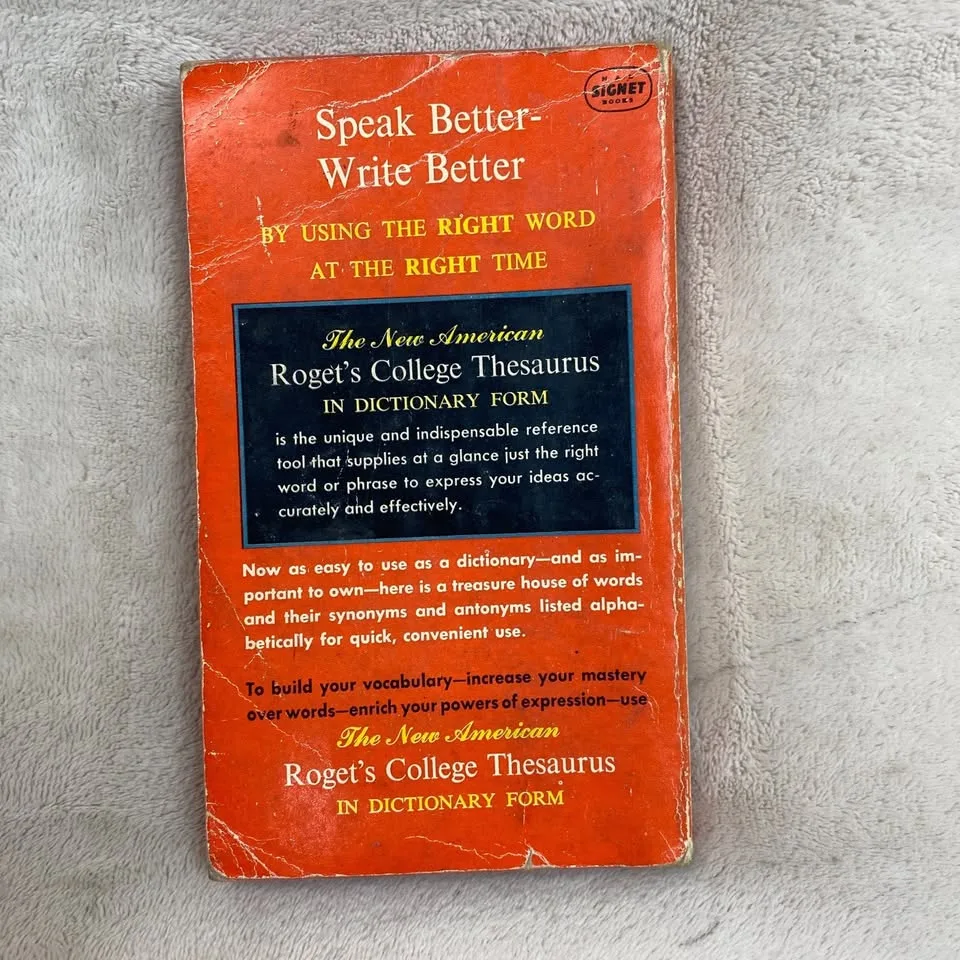 NAL
SIGNET
BOOKS
Speak Better-
Write Better
BY USING THE RIGHT WORD
AT THE RIGHT TIME
The New American
Roget's College Thesaurus
IN DICTIONARY FORM
is the unique and indispensable reference
tool that supplies at a glance just the right
word or phrase to express your ideas ac-
curately and effectively.
Now as easy to use as a dictionary—and as im-
portant to own—here is a treasure house of words
and their synonyms and antonyms listed alpha-
betically for quick, convenient use.
To build your vocabulary—increase your mastery
over words—enrich your powers of expression—use
The New American
Roget's College Thesaurus
IN DICTIONARY FORM